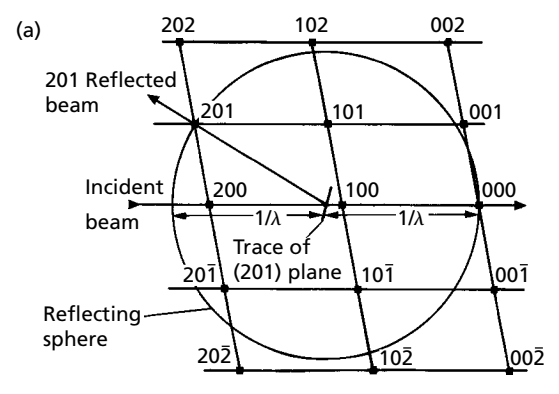 (a)
202 102 002
201 Reflected
beam
201 101 001
Incident
beam
200 100 000
1/λ 1/λ
Trace of
(201) plane
201̄ 101̄ 001̄
Reflecting
sphere
202̄ 102̄ 002̄